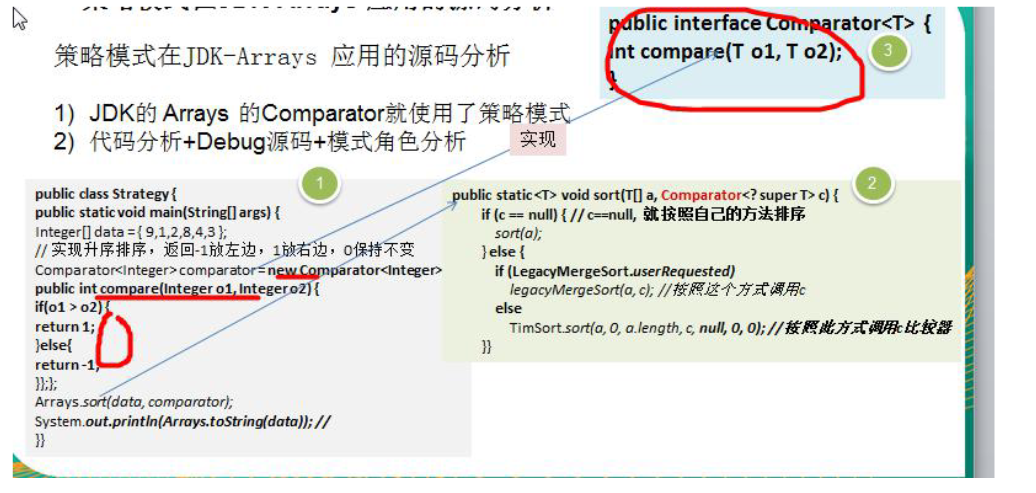 策略模式在JDK-Arrays 应用的源码分析
1) JDK的 Arrays 的Comparator就使用了策略模式
2) 代码分析+Debug源码+模式角色分析
public interface Comparator<T> {
int compare(T o1, T o2);
}
3
实现
1
public class Strategy {
public static void main(String[] args) {
Integer[] data = { 9,1,2,8,4,3 };
// 实现升序排序，返回-1放左边，1放右边，0保持不变
Comparator<Integer> comparator = new Comparator<Integer>
public int compare(Integer o1, Integer o2) {
if(o1 > o2){
return 1;
}else{
return -1;
}};};
Arrays.sort(data, comparator);
System.out.println(Arrays.toString(data)); //
}}
2
public static<T> void sort(T[] a, Comparator<? super T> c) {
if (c == null) { // c==null, 就按照自己的方法排序
sort(a);
} else {
if (LegacyMergeSort.userRequested)
legacyMergeSort(a, c); //按照这个方式调用c
else
TimSort.sort(a, 0, a.length, c, null, 0, 0); //按照此方式调用c比较器
}}